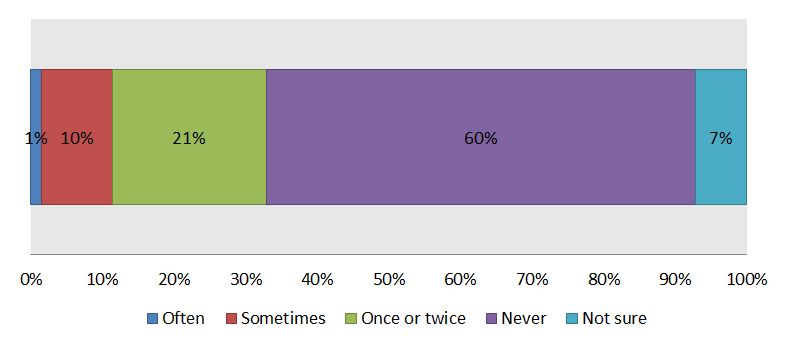 1% 10% 21% 60% 7%
0% 10% 20% 30% 40% 50% 60% 70% 80% 90% 100%
Often Sometimes Once or twice Never Not sure